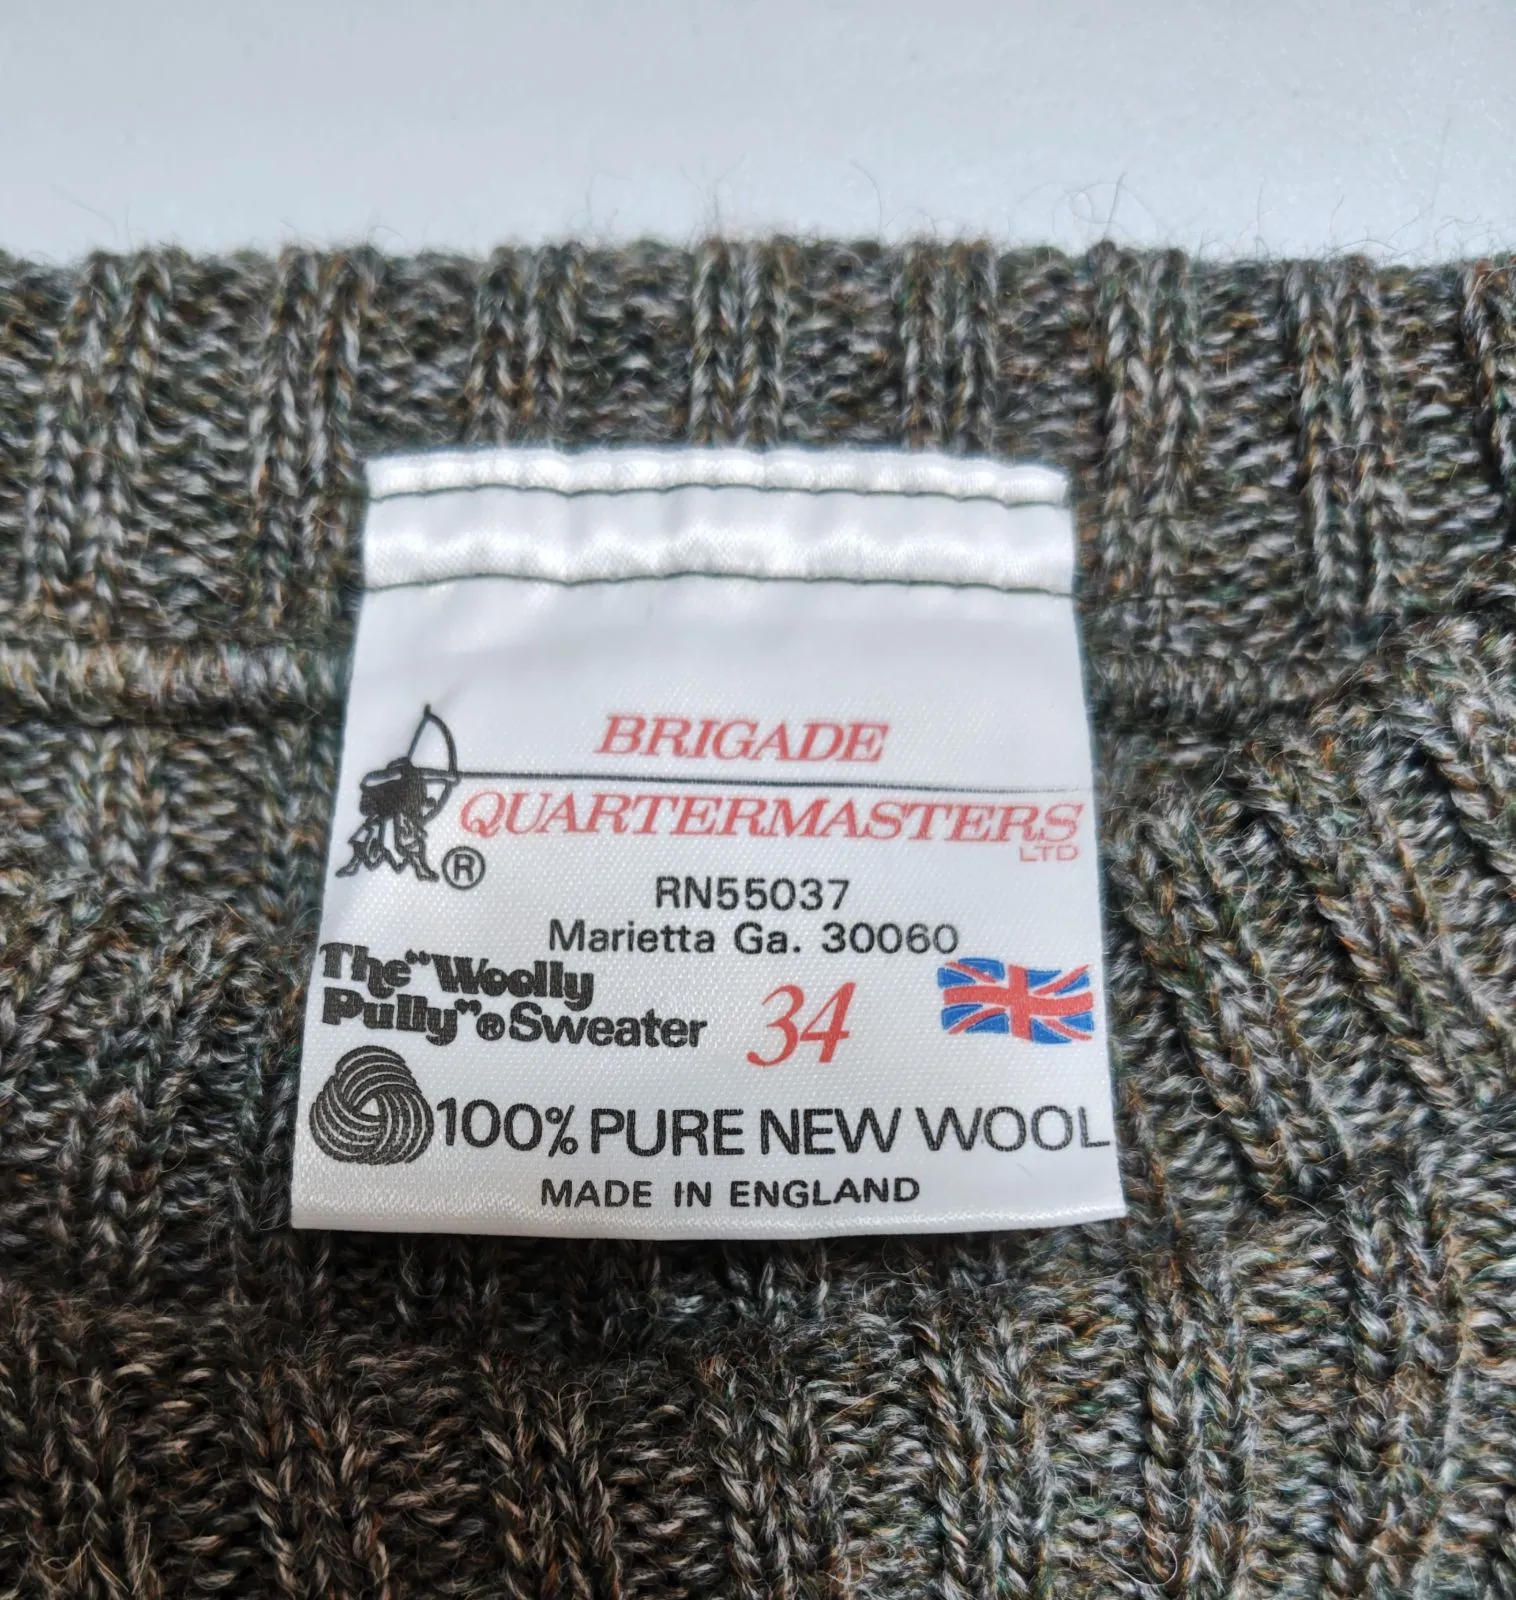 BRIGADE
QUARTERMASTERS
LTD
®
RN55037
Marietta Ga. 30060
The "Woolly
Pully"® Sweater
34
100% PURE NEW WOOL
MADE IN ENGLAND